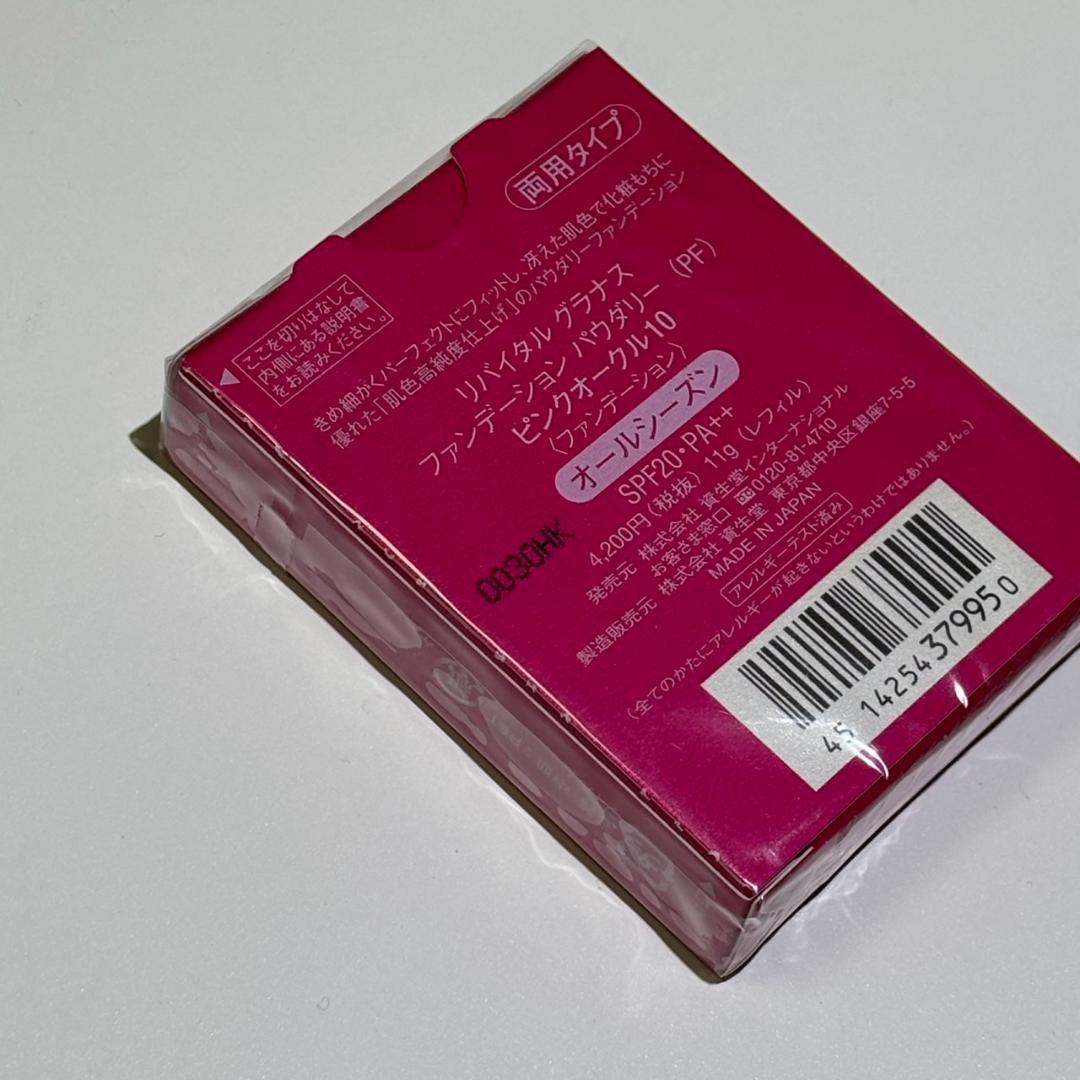 両用タイプ
ここを切りはなして
内側にある説明書
をお読みください。
きめ細かくパーフェクトにフィットし、冴えた肌色で化粧もちに
優れた「肌色高純度仕上げ」のパウダリーファンデーション
リバイタル グラナス
ファンデーション パウダリー (PF)
ピンクオークル10
〈ファンデーション〉
オールシーズン
SPF20・PA++
4,200円(税抜) 11g(レフィル)
発売元 株式会社 資生堂インターナショナル
お客さま窓口 0120-81-4710
製造販売元 株式会社 資生堂 東京都中央区銀座7-5-5
MADE IN JAPAN
アレルギーテスト済み
(全てのかたにアレルギーが起きないというわけではありません。)
0030HK
4514254379950